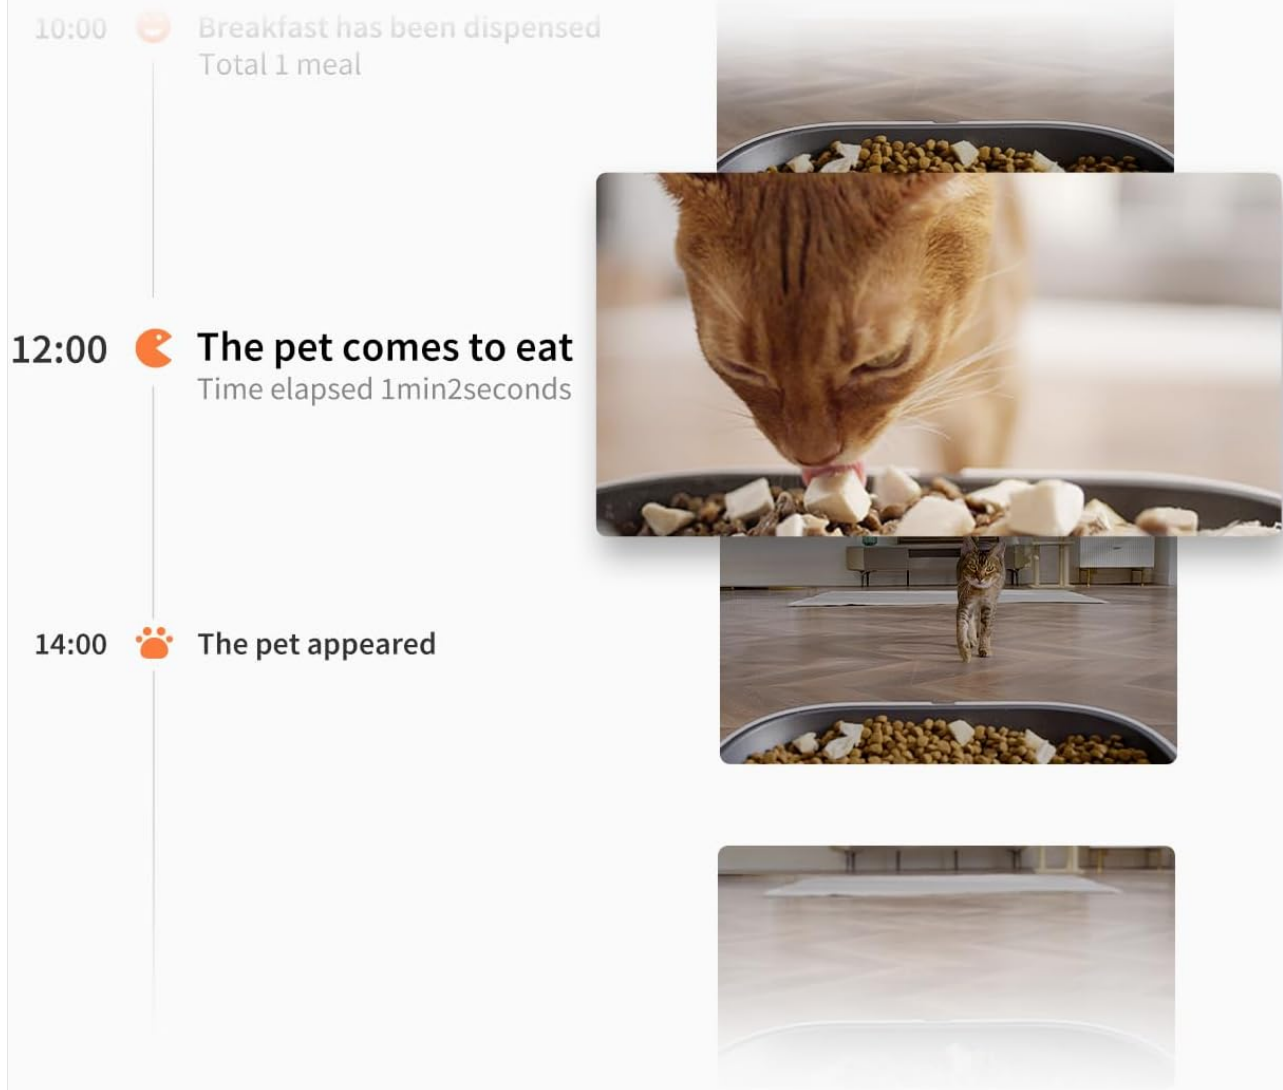 10:00
Breakfast has been dispensed
Total 1 meal
12:00
The pet comes to eat
Time elapsed 1min2seconds
14:00
The pet appeared